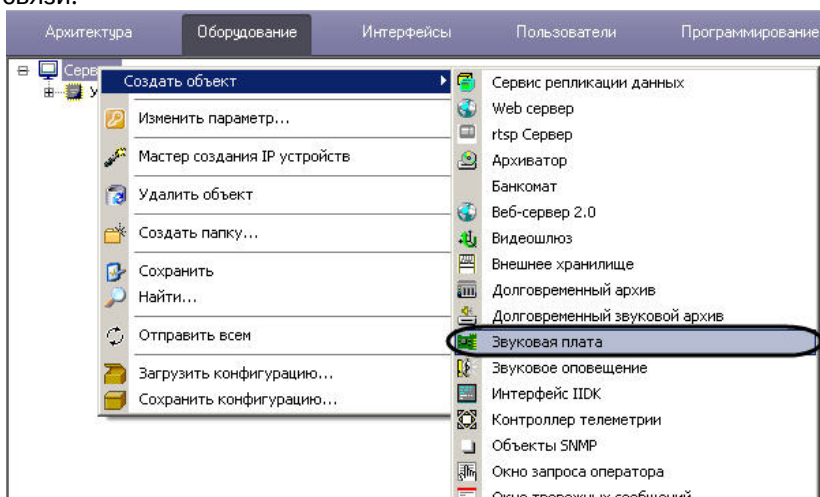 связи.
Архитектура Оборудование Интерфейсы Пользователи Программирование
Создать объект
Изменить параметр...
Мастер создания IP устройств
Удалить объект
Создать папку...
Сохранить
Найти...
Отправить всем
Загрузить конфигурацию...
Сохранить конфигурацию...
Сервис репликации данных
Web сервер
rtsp Сервер
Архиватор
Банкомат
Веб-сервер 2.0
Видеошлюз
Внешнее хранилище
Долговременный архив
Долговременный звуковой архив
Звуковая плата
Звуковое оповещение
Интерфейс IIDK
Контроллер телеметрии
Объекты SNMP
Окно запроса оператора
Окно тревожных сообщений